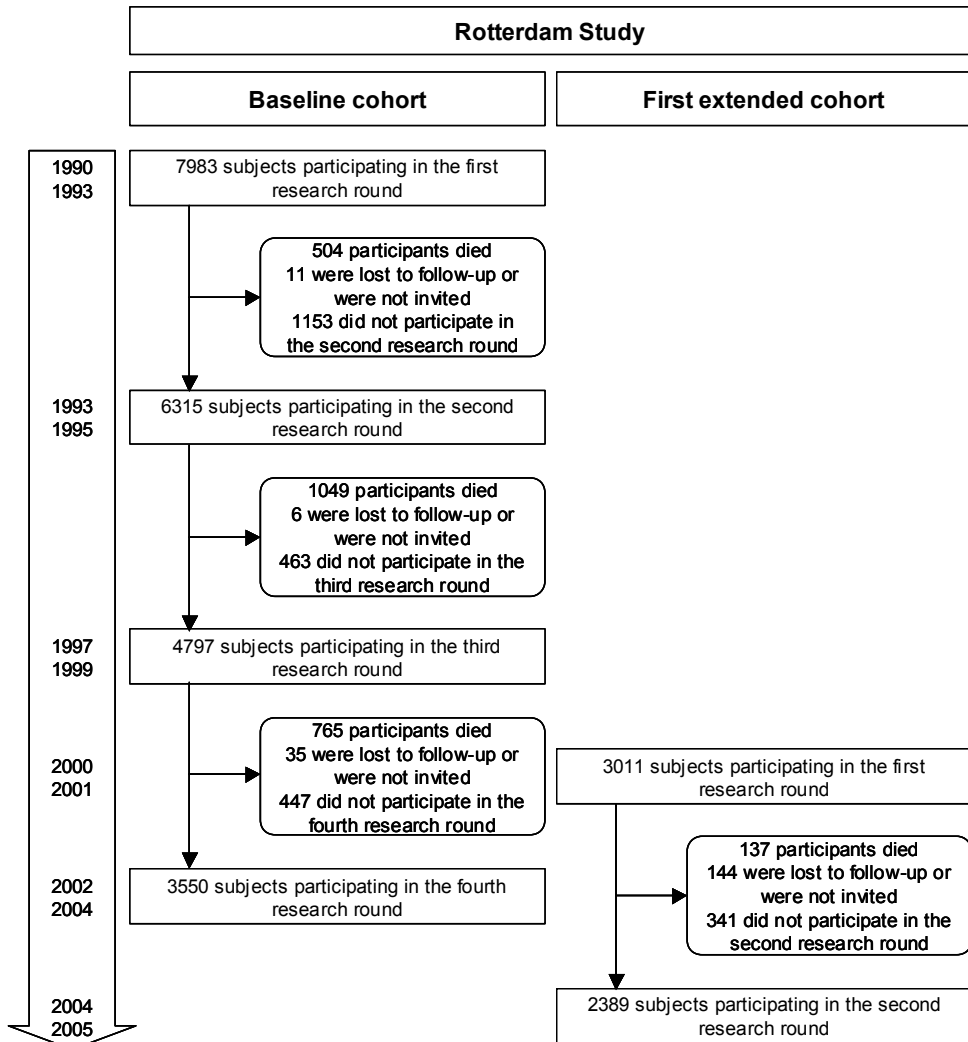 Rotterdam Study
Baseline cohort
First extended cohort
1990
1993
7983 subjects participating in the first
research round
504 participants died
11 were lost to follow-up or
were not invited
1153 did not participate in
the second research round
1993
1995
6315 subjects participating in the second
research round
1049 participants died
6 were lost to follow-up or
were not invited
463 did not participate in the
third research round
1997
1999
4797 subjects participating in the third
research round
765 participants died
35 were lost to follow-up or
were not invited
447 did not participate in the
fourth research round
2000
2001
3011 subjects participating in the first
research round
137 participants died
144 were lost to follow-up or
were not invited
341 did not participate in the
second research round
2002
2004
3550 subjects participating in the fourth
research round
2004
2005
2389 subjects participating in the second
research round